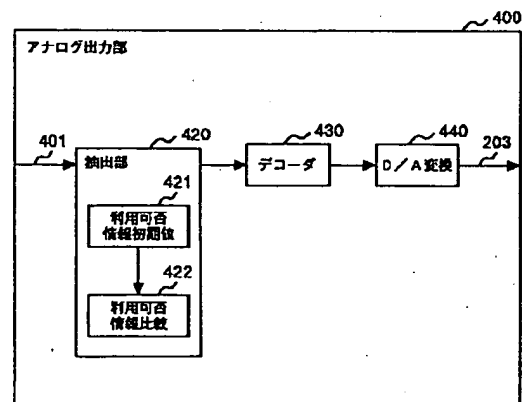 400
アナログ出力部
401
420
抽出部
430
デコーダ
440
D/A変換
203
421
利用可否
情報初期値
422
利用可否
情報比較